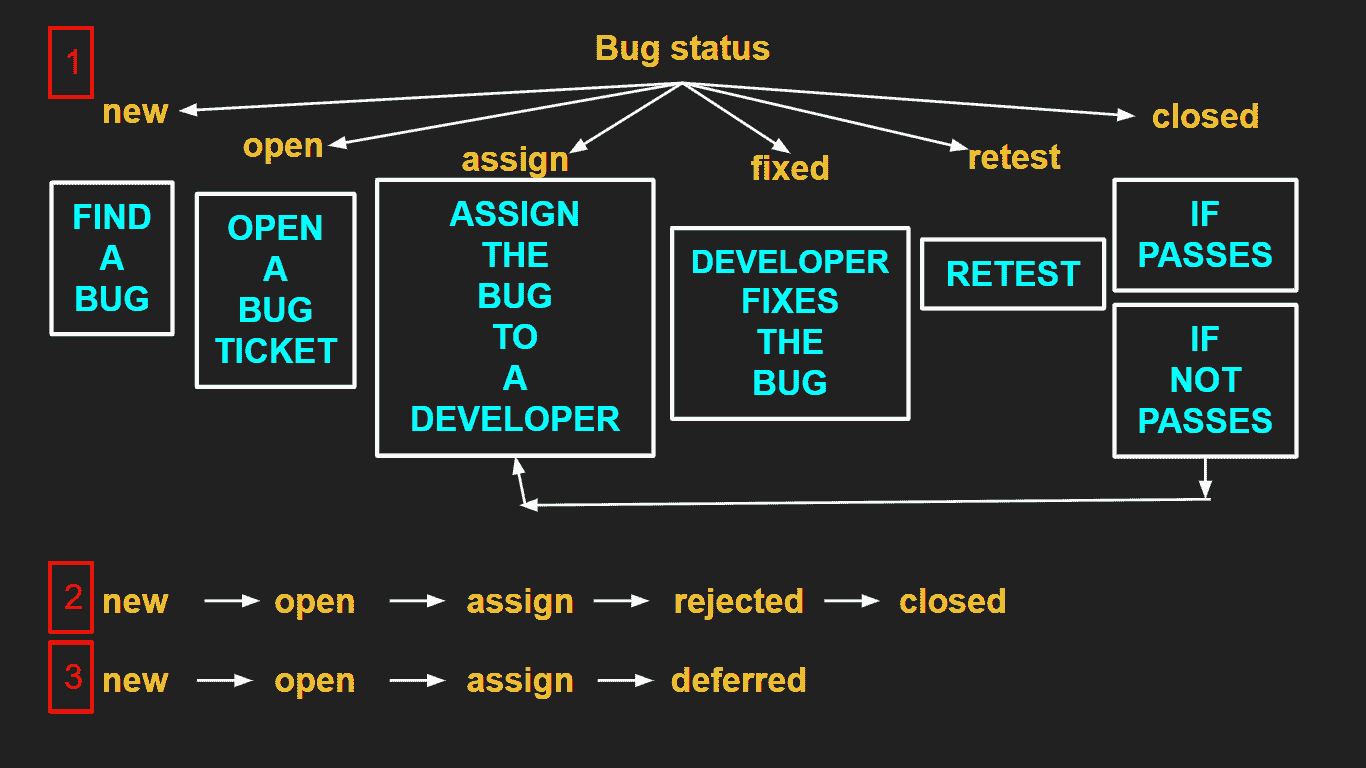 1
Bug status
new
open
assign
fixed
retest
closed
FIND
A
BUG
OPEN
A
BUG
TICKET
ASSIGN
THE
BUG
TO
A
DEVELOPER
DEVELOPER
FIXES
THE
BUG
RETEST
IF
PASSES
IF
NOT
PASSES
2 new open assign rejected closed
3 new open assign deferred